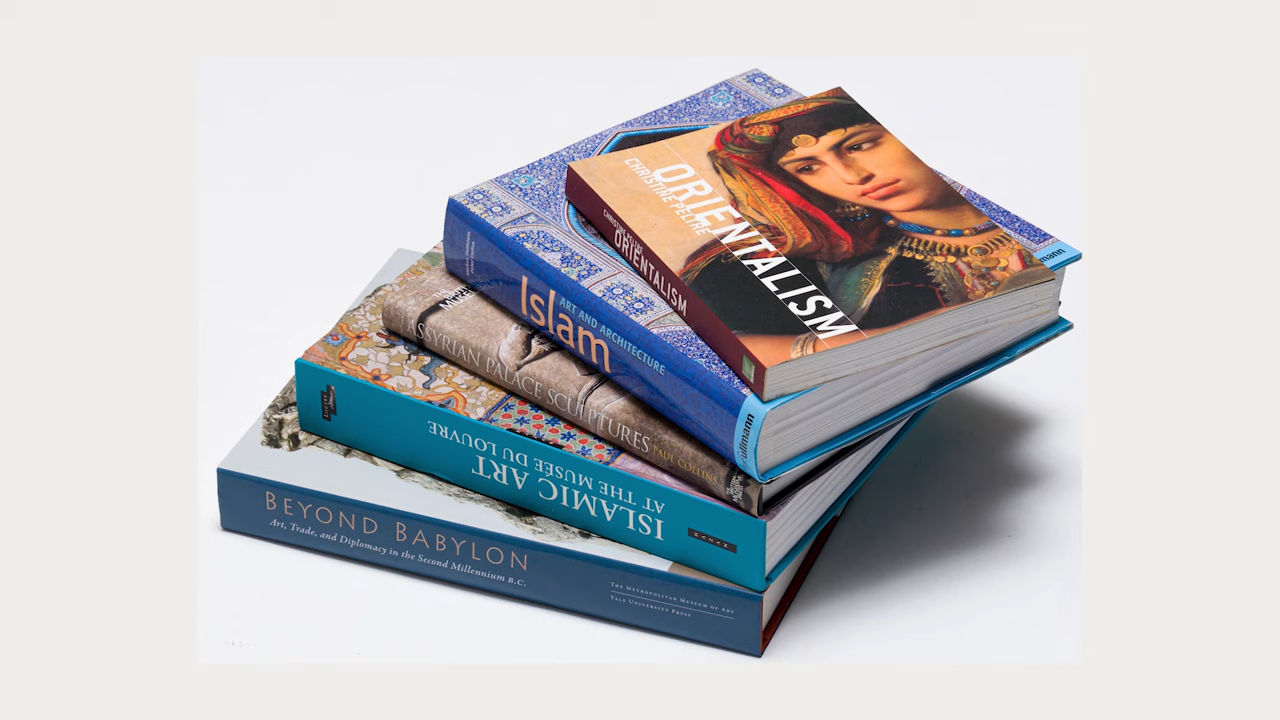 ORIENTALISM
CHRISTINE PELTRE
ORIENTALISM
mann
Islam
ART AND ARCHITECTURE
ullmann
ASSYRIAN PALACE SCULPTURES
PAUL COLLINS
ISLAMIC ART
AT THE MUSÉE DU LOUVRE
HAZAN
BEYOND BABYLON
Art, Trade, and Diplomacy in the Second Millennium B.C.
THE METROPOLITAN MUSEUM OF ART
YALE UNIVERSITY PRESS